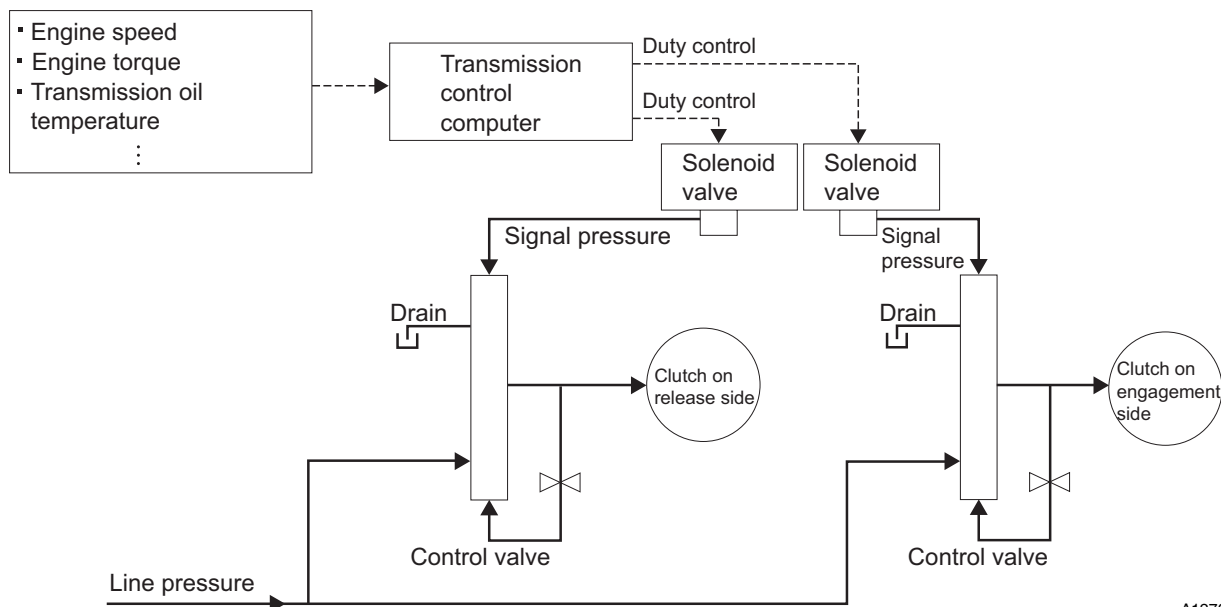 ▪ Engine speed
▪ Engine torque
▪ Transmission oil
temperature
⋮
Transmission
control
computer
Duty control
Duty control
Solenoid
valve
Solenoid
valve
Signal pressure
Signal
pressure
Drain
Clutch on
release side
Control valve
Drain
Clutch on
engagement
side
Control valve
Line pressure